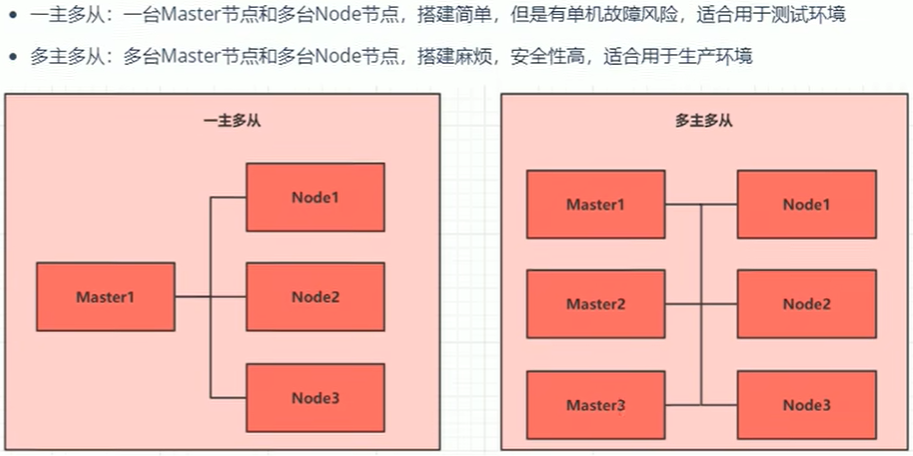 一主多从：一台Master节点和多台Node节点，搭建简单，但是有单机故障风险，适合用于测试环境
多主多从：多台Master节点和多台Node节点，搭建麻烦，安全性高，适合用于生产环境
一主多从
Node1
Master1
Node2
Node3
多主多从
Master1
Node1
Master2
Node2
Master3
Node3